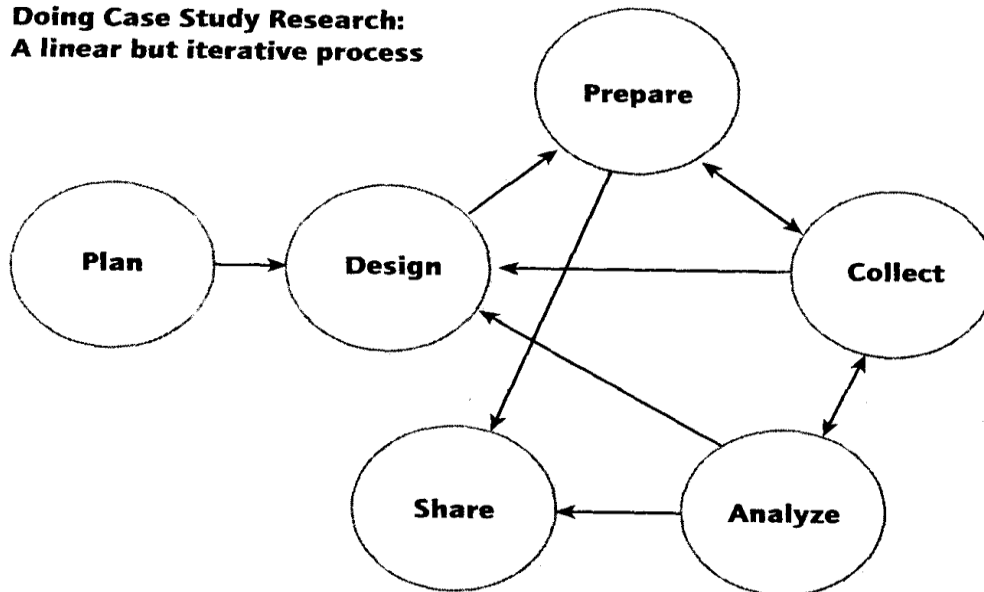 Doing Case Study Research:
A linear but iterative process
Prepare
Plan
Design
Collect
Share
Analyze